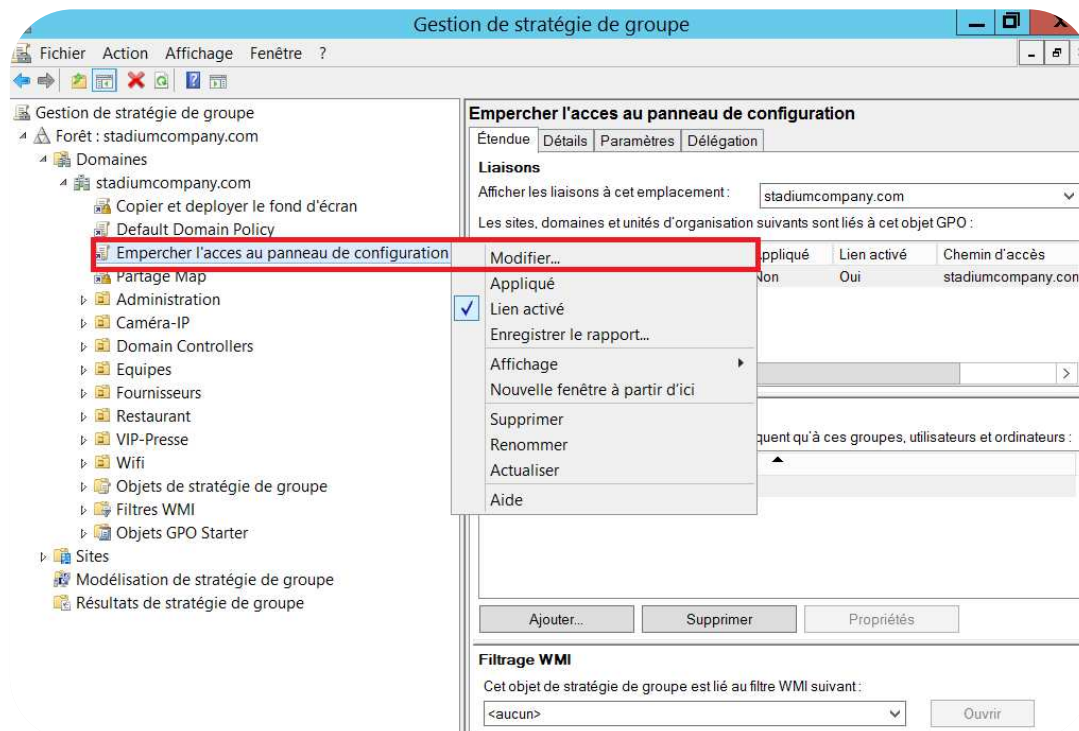 Gestion de stratégie de groupe
Fichier Action Affichage Fenêtre ?
Gestion de stratégie de groupe
Forêt : stadiumcompany.com
Domaines
stadiumcompany.com
Copier et deployer le fond d'écran
Default Domain Policy
Empercher l'acces au panneau de configuration
Partage Map
Administration
Caméra-IP
Domain Controllers
Equipes
Fournisseurs
Restaurant
VIP-Presse
Wifi
Objets de stratégie de groupe
Filtres WMI
Objets GPO Starter
Sites
Modélisation de stratégie de groupe
Résultats de stratégie de groupe
Empercher l'acces au panneau de configuration
Étendue Détails Paramètres Délégation
Liaisons
Afficher les liaisons à cet emplacement : stadiumcompany.com
Les sites, domaines et unités d'organisation suivants sont liés à cet objet GPO :
Lien activé Chemin d'accès
Non Oui stadiumcompany.con
Modifier...
Appliqué
Lien activé
Enregistrer le rapport...
Affichage
Nouvelle fenêtre à partir d'ici
Supprimer
Renommer
Actualiser
Aide
quent qu'à ces groupes, utilisateurs et ordinateurs :
Ajouter... Supprimer Propriétés
Filtrage WMI
Cet objet de stratégie de groupe est lié au filtre WMI suivant :
<aucun> Ouvrir